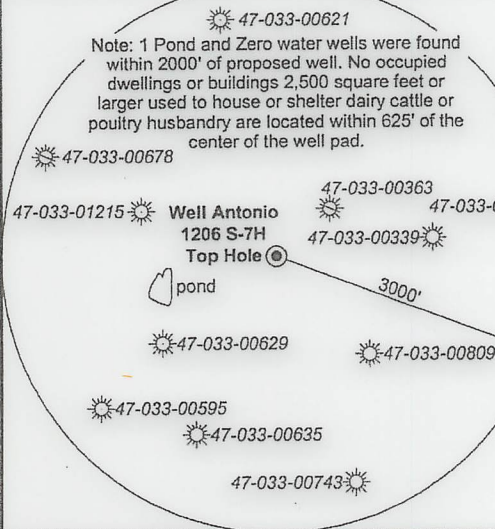 47-033-00621
Note: 1 Pond and Zero water wells were found
within 2000' of proposed well. No occupied
dwellings or buildings 2,500 square feet or
larger used to house or shelter dairy cattle or
poultry husbandry are located within 625' of the
center of the well pad.
47-033-00678
47-033-00363
47-033-01215
Well Antonio
47-033-0
1206 S-7H
47-033-00339
Top Hole
pond
3000'
47-033-00629
47-033-00809
47-033-00595
47-033-00635
47-033-00743